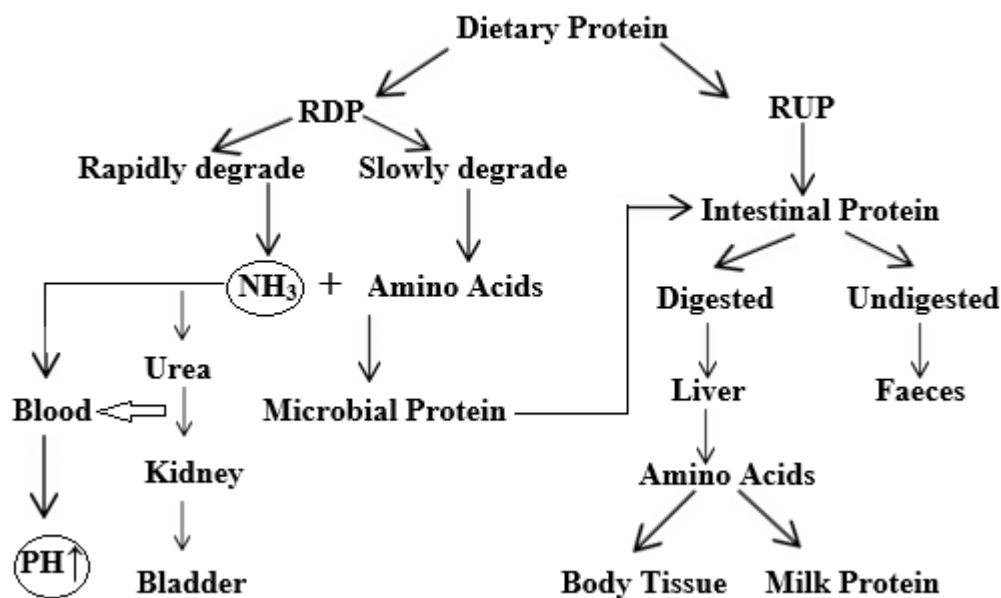 Dietary Protein
RDP
RUP
Rapidly degrade
Slowly degrade
Intestinal Protein
NH₃ + Amino Acids
Digested
Undigested
Urea
Liver
Faeces
Blood
Microbial Protein
Kidney
Amino Acids
PH↑
Bladder
Body Tissue
Milk Protein